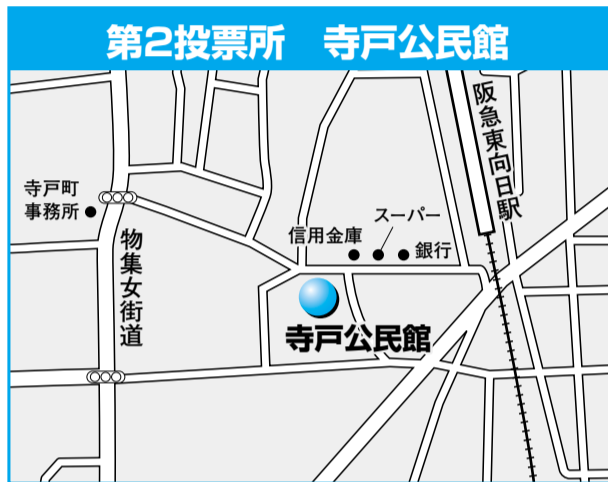 第2投票所　寺戸公民館
阪急東向日駅
寺戸町
事務所
物集女街道
スーパー
信用金庫
銀行
寺戸公民館